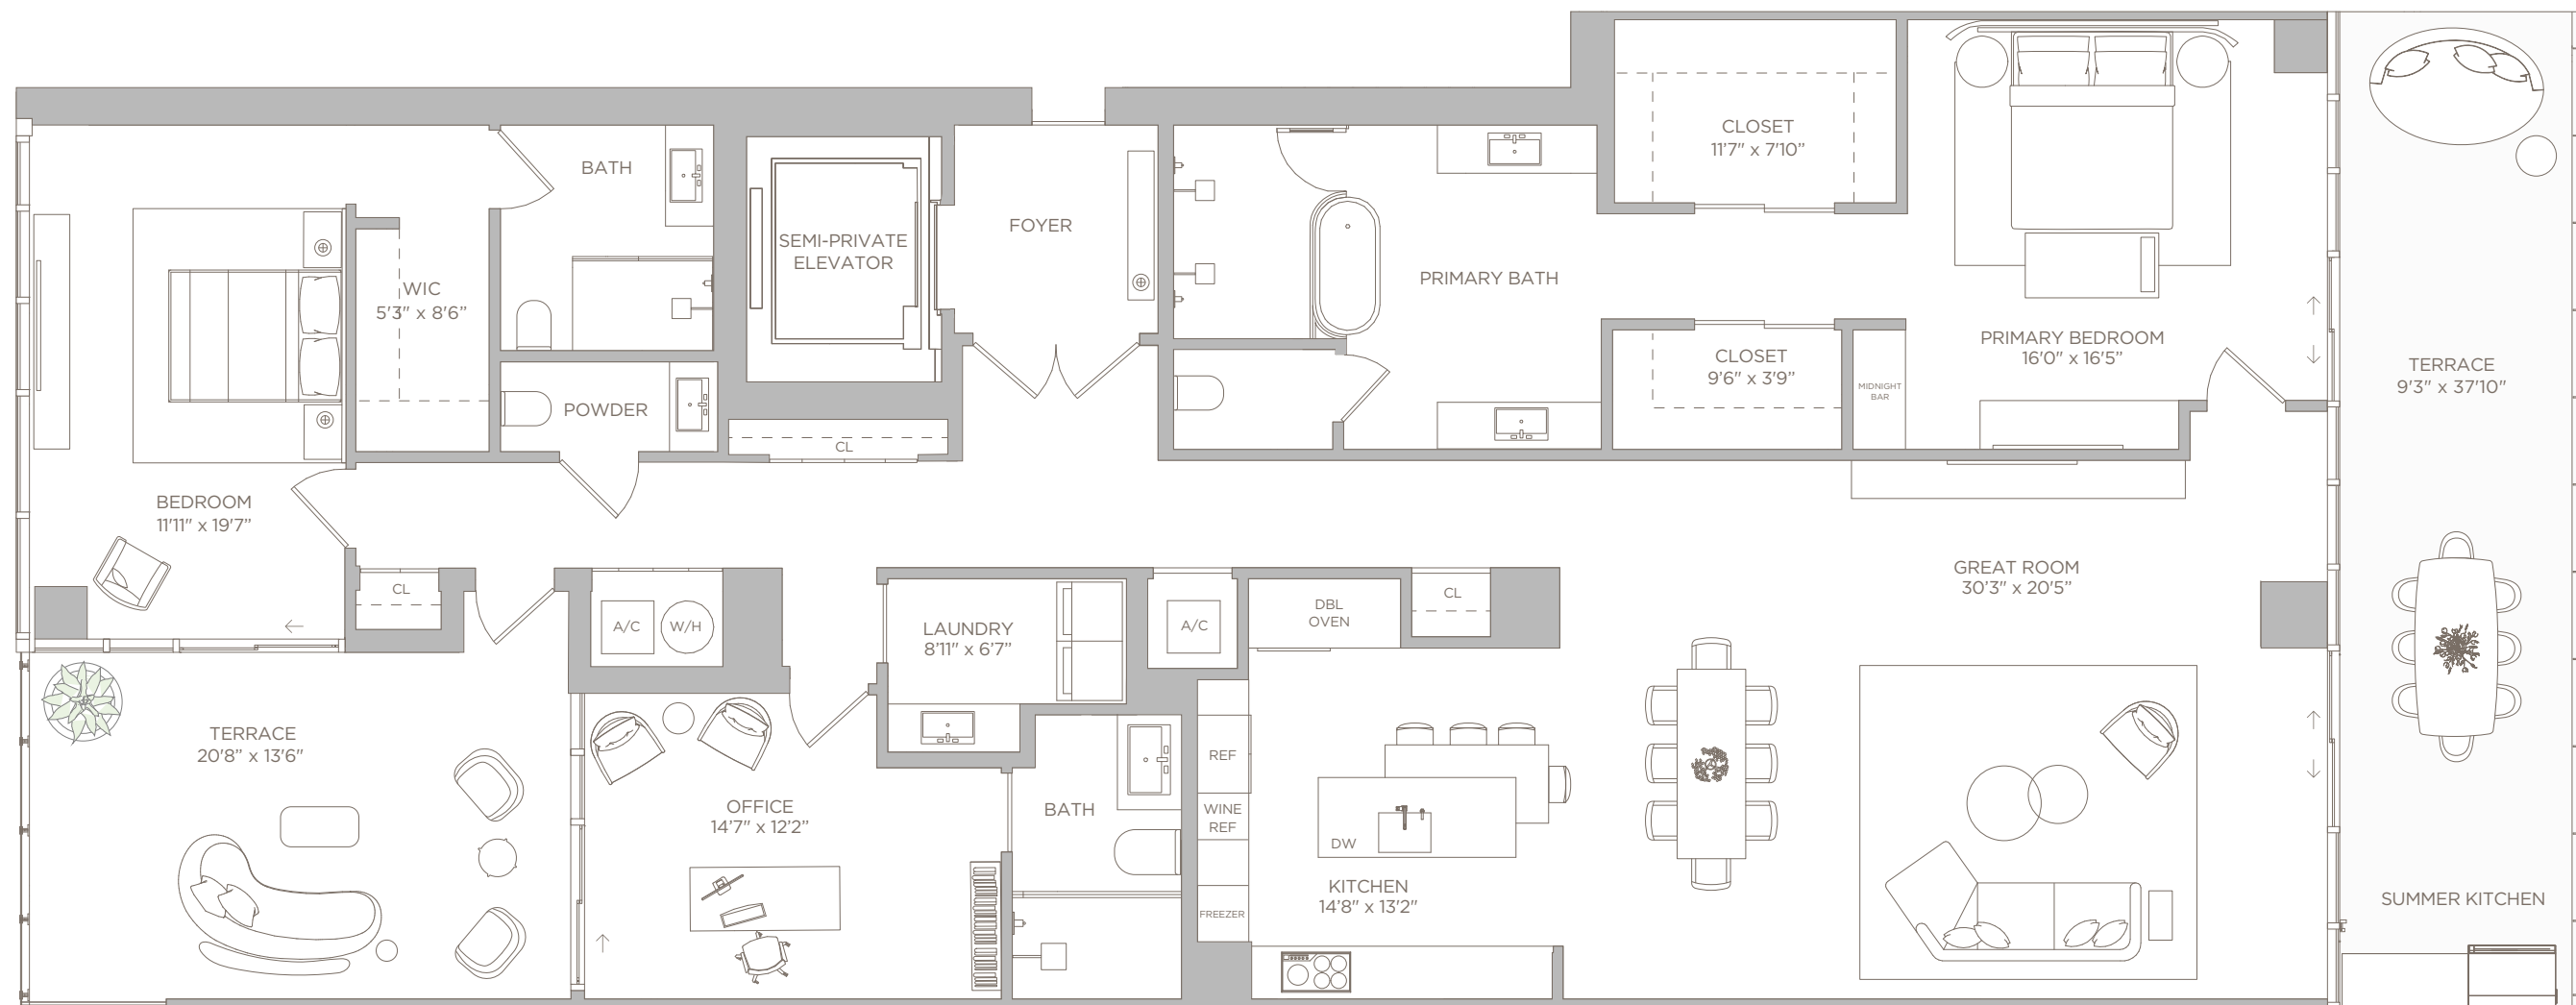 BATH
SEMI-PRIVATE
ELEVATOR
FOYER
WIC
5'3" x 8'6”
POWDER
CL
PRIMARY BATH
CLOSET
11'7" x 7'10”
CLOSET
9'6" x 3'9”
MIDNIGHT
BAR
PRIMARY BEDROOM
16'0" x 16'5”
TERRACE
9'3" x 37'10"
BEDROOM
11'11" x 19'7”
CL
A/C
W/H
LAUNDRY
8'11" x 6'7”
A/C
DBL
OVEN
CL
GREAT ROOM
30'3" x 20'5”
TERRACE
20'8" x 13'6"
OFFICE
14'7" x 12'2”
BATH
REF
WINE
REF
FREEZER
DW
KITCHEN
14'8" x 13'2"
SUMMER KITCHEN